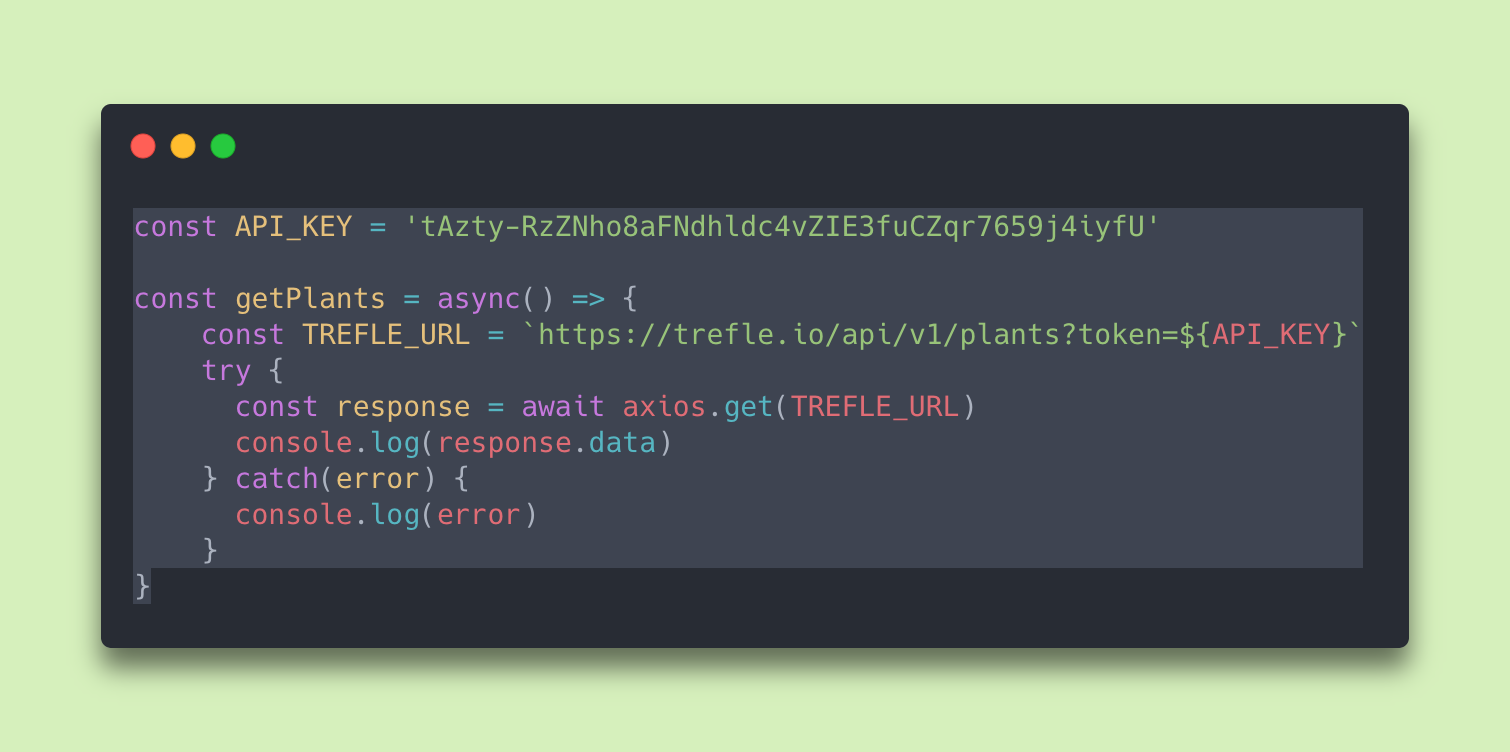 const API_KEY = 'tAzty-RzZNho8aFNdhldc4vZIE3fuCZqr7659j4iyfU'

const getPlants = async() => {
    const TREFLE_URL = `https://trefle.io/api/v1/plants?token=${API_KEY}`
    try {
      const response = await axios.get(TREFLE_URL)
      console.log(response.data)
    } catch(error) {
      console.log(error)
    }
}